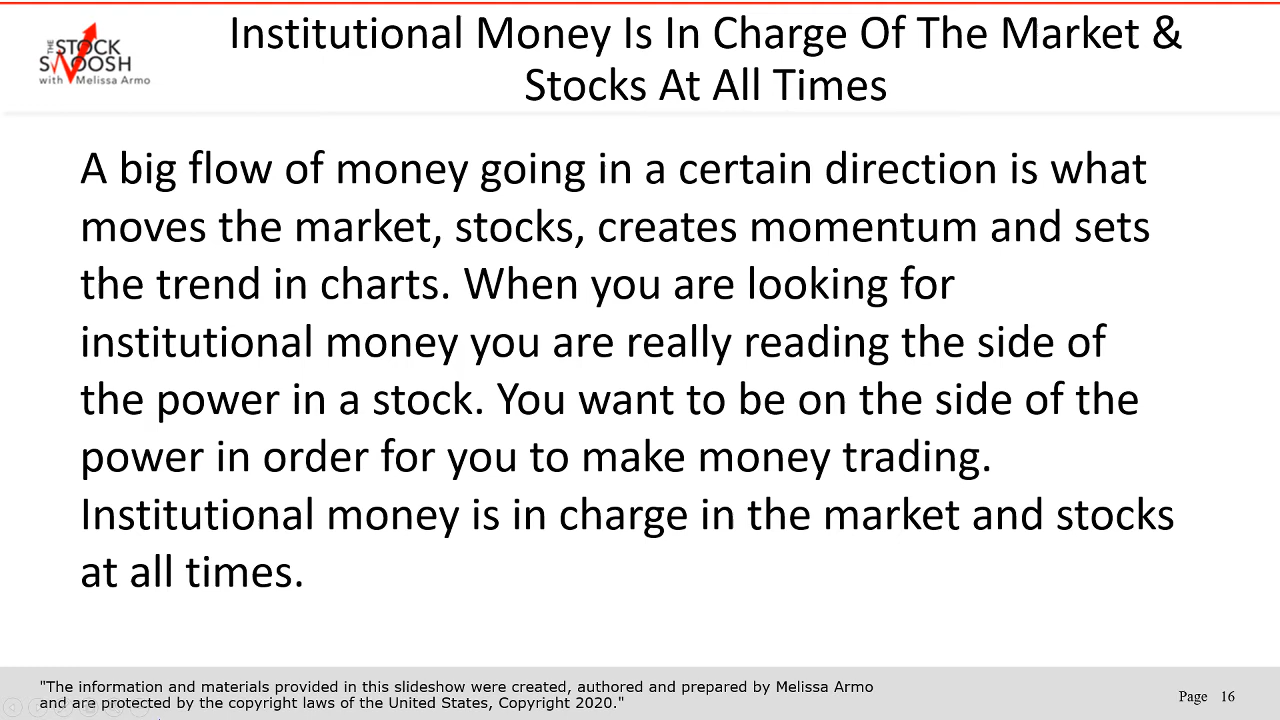 Institutional Money Is In Charge Of The Market &
Stocks At All Times
THE
STOCK
SWOOSH
with Melissa Armo
A big flow of money going in a certain direction is what
moves the market, stocks, creates momentum and sets
the trend in charts. When you are looking for
institutional money you are really reading the side of
the power in a stock. You want to be on the side of the
power in order for you to make money trading.
Institutional money is in charge in the market and stocks
at all times.
"The information and materials provided in this slideshow were created, authored and prepared by Melissa Armo
and are protected by the copyright laws of the United States, Copyright 2020."
Page 16